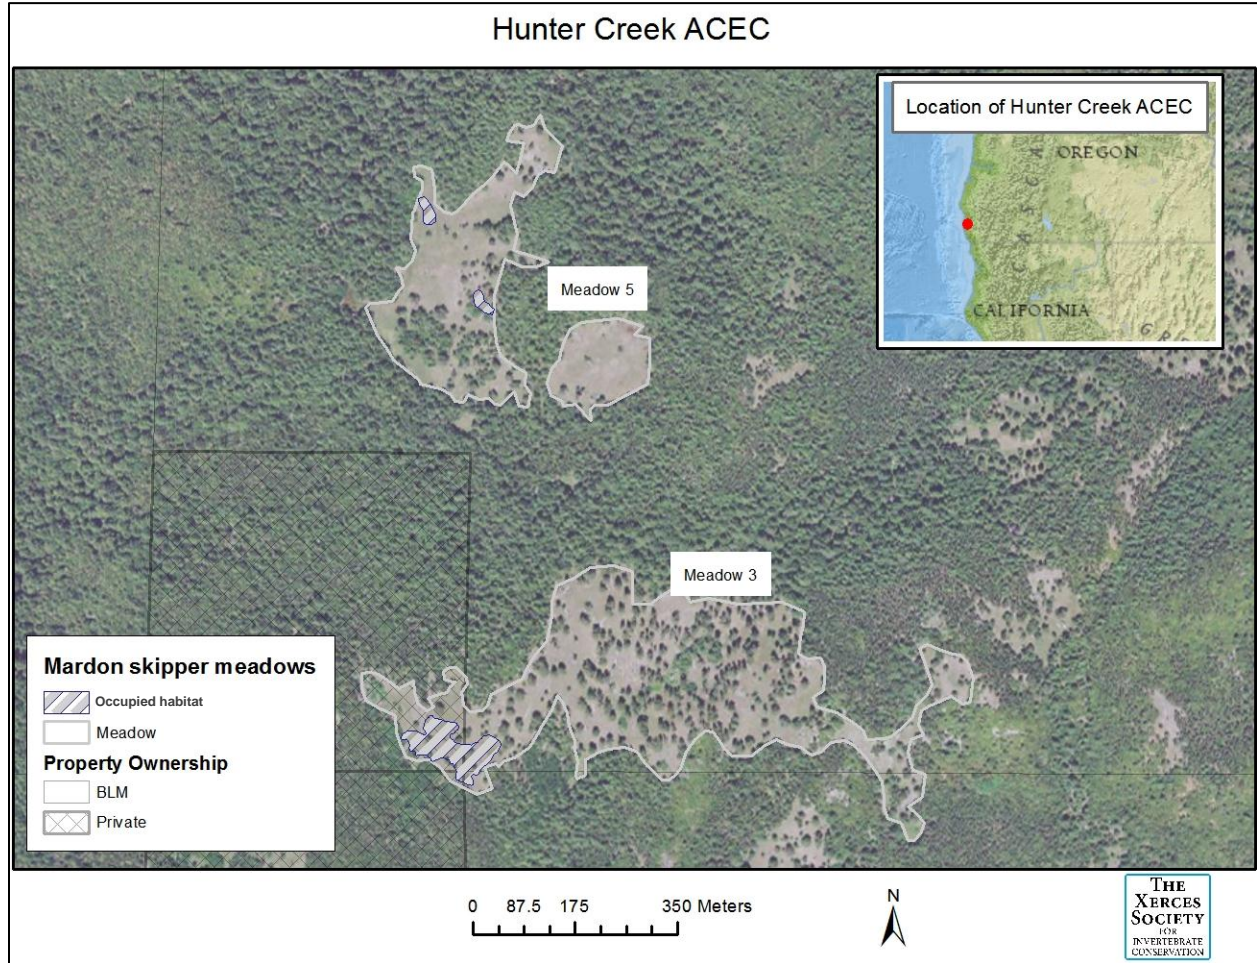 Hunter Creek ACEC
Location of Hunter Creek ACEC
OREGON
CASCA
CALIFORNIA
Meadow 5
Meadow 3
Mardon skipper meadows
Occupied habitat
Meadow
Property Ownership
BLM
Private
0 87.5 175 350 Meters
N
THE
XERCES
SOCIETY
FOR
INVERTEBRATE
CONSERVATION